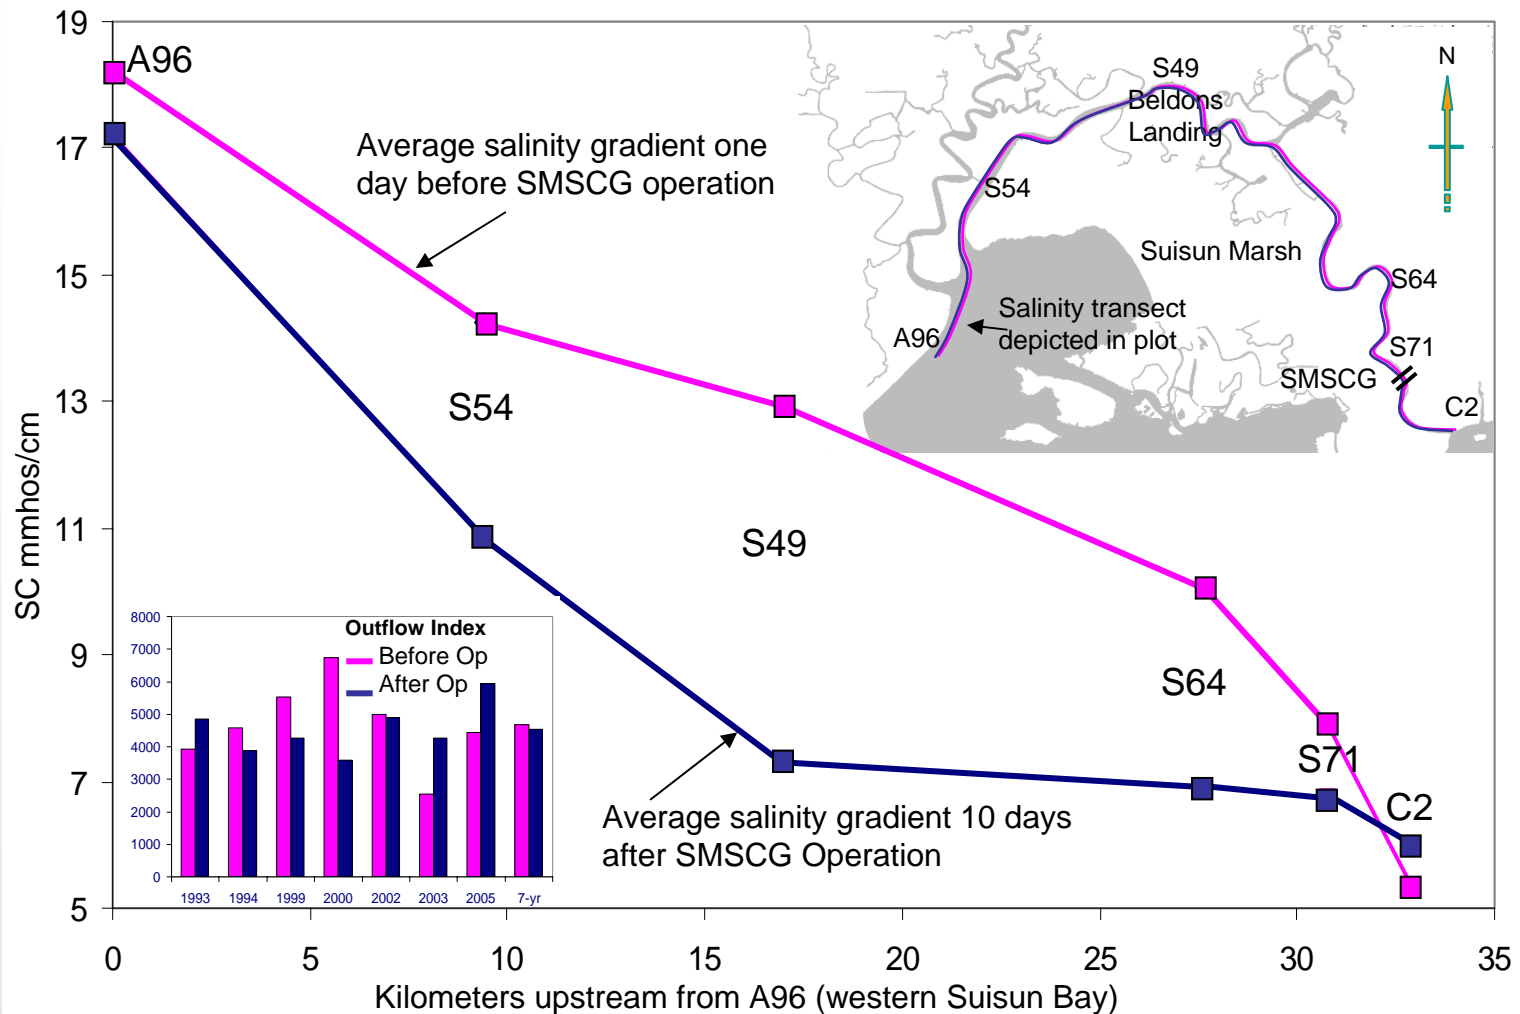 19
17
15
13
11
9
7
5
SC mmhos/cm
0
5
10
15
20
25
30
35
Kilometers upstream from A96 (western Suisun Bay)
A96
Average salinity gradient one
day before SMSCG operation
S54
S49
S64
S71
C2
Average salinity gradient 10 days
after SMSCG Operation
S49
Beldons
Landing
N
S54
Suisun Marsh
S64
Salinity transect
depicted in plot
A96
S71
SMSCG
C2
Outflow Index
Before Op
After Op
8000
7000
6000
5000
4000
3000
2000
1000
0
1993
1994
1999
2000
2002
2003
2005
7-yr